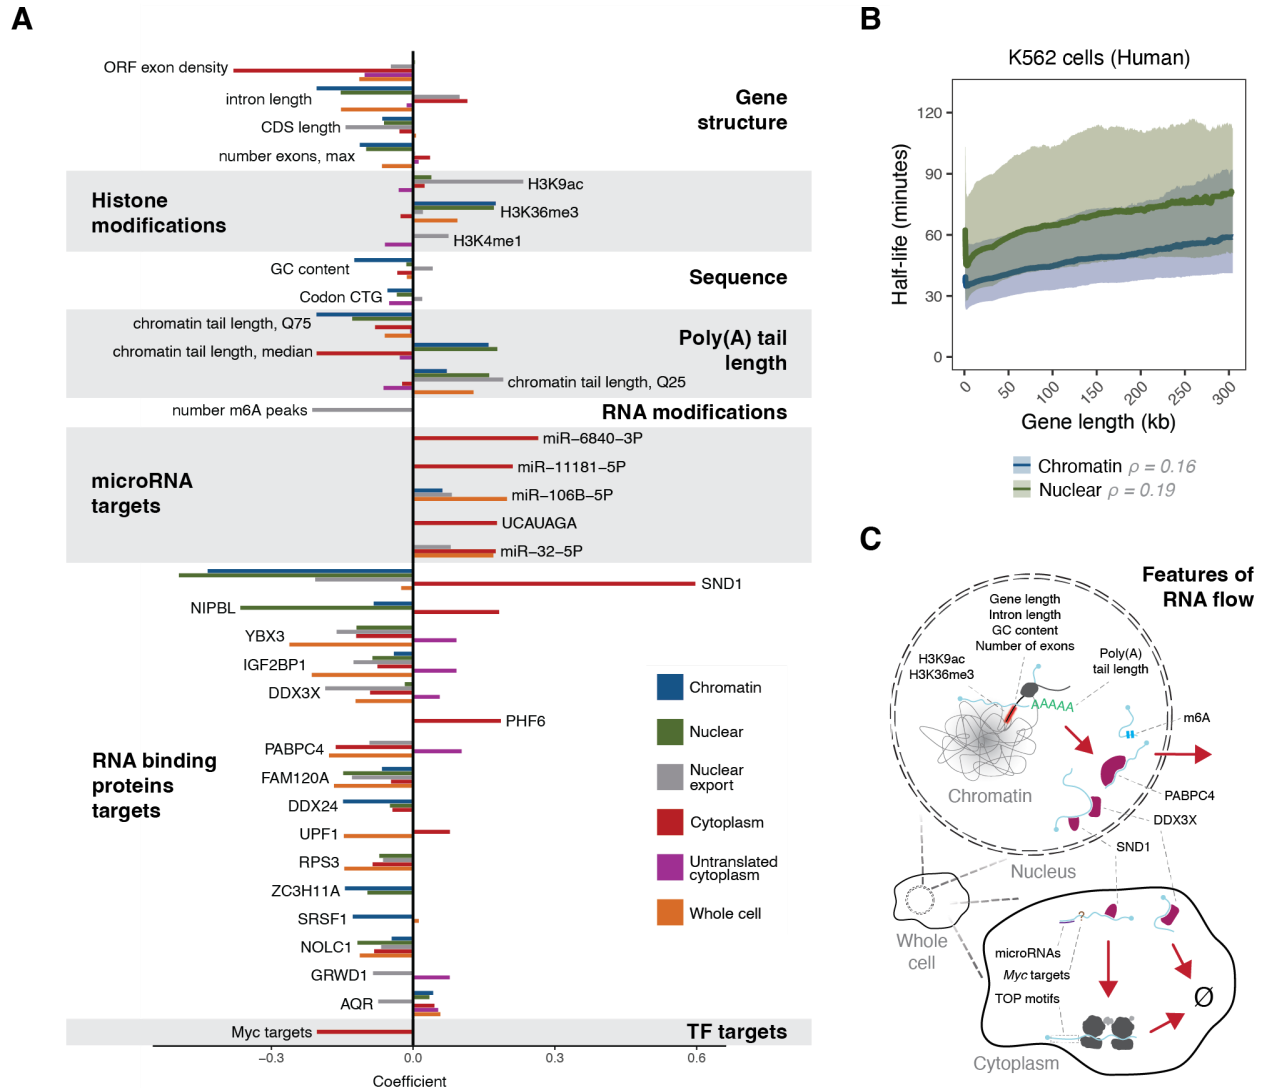 A
ORF exon density
intron length
CDS length
number exons, max
Gene
structure
Histone
modifications
H3K9ac
H3K36me3
H3K4me1
GC content
Codon CTG
Sequence
chromatin tail length, Q75
chromatin tail length, median
chromatin tail length, Q25
Poly(A) tail
length
number m6A peaks
RNA modifications
microRNA
targets
miR−6840−3P
miR−11181−5P
miR−106B−5P
UCAUAGA
miR−32−5P
SND1
NIPBL
YBX3
IGF2BP1
DDX3X
PHF6
PABPC4
FAM120A
DDX24
UPF1
RPS3
ZC3H11A
SRSF1
NOLC1
GRWD1
AQR
RNA binding
proteins
targets
Chromatin
Nuclear
Nuclear
export
Cytoplasm
Untranslated
cytoplasm
Whole cell
Myc targets
TF targets
−0.3
0.0
0.3
0.6
Coefficient
B
K562 cells (Human)
Half-life (minutes)
120
90
60
30
0
0
50
100
150
200
250
300
Gene length (kb)
Chromatin ρ = 0.16
Nuclear ρ = 0.19
C
Features of
RNA flow
Gene length
Intron length
GC content
Number of exons
H3K9ac
H3K36me3
Poly(A)
tail length
AAAAA
m6A
Chromatin
PABPC4
DDX3X
SND1
Nucleus
Whole
cell
?
microRNAs
Myc targets
TOP motifs
Ø
Cytoplasm